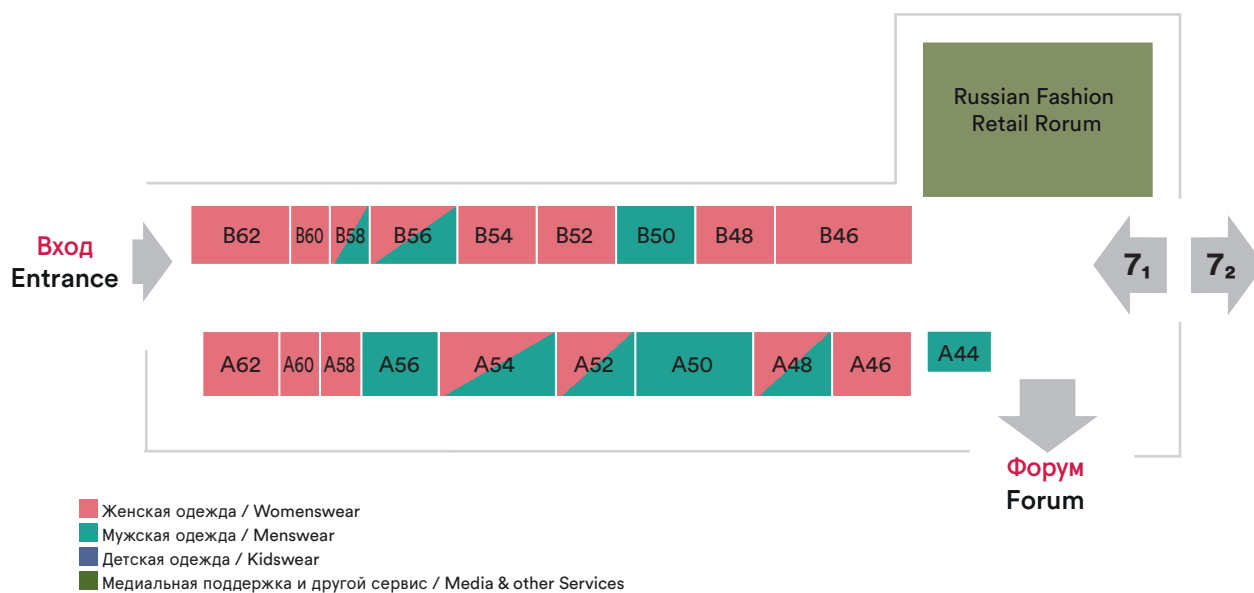 Russian Fashion
Retail Rorum
B62 B60 B58 B56 B54 B52 B50 B48 B46
Вход
Entrance
7₁ 7₂
A62 A60 A58 A56 A54 A52 A50 A48 A46 A44
Форум
Forum
Женская одежда / Womenswear
Мужская одежда / Menswear
Детская одежда / Kidswear
Медиальная поддержка и другой сервис / Media & other Services